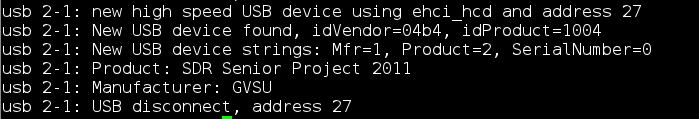 usb 2-1: new high speed USB device using ehci_hcd and address 27
usb 2-1: New USB device found, idVendor=04b4, idProduct=1004
usb 2-1: New USB device strings: Mfr=1, Product=2, SerialNumber=0
usb 2-1: Product: SDR Senior Project 2011
usb 2-1: Manufacturer: GVSU
usb 2-1: USB disconnect, address 27